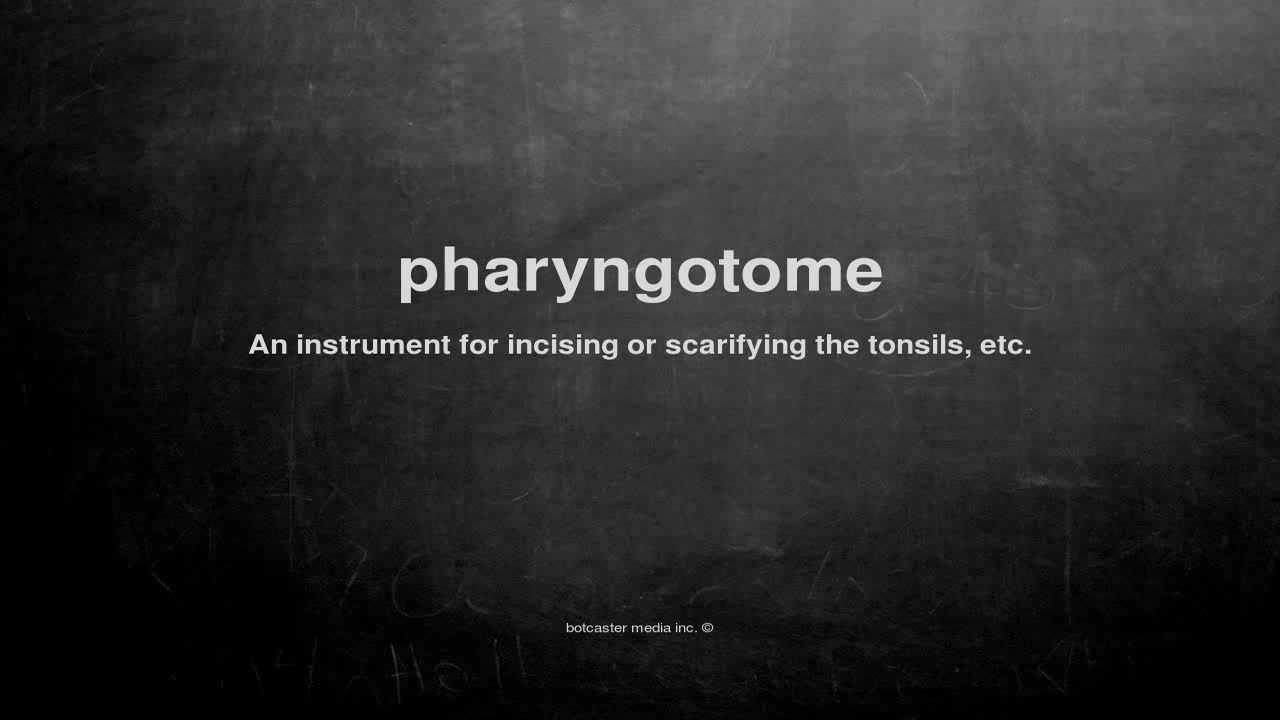 pharyngotome
An instrument for incising or scarifying the tonsils, etc.
botcaster media inc. ©